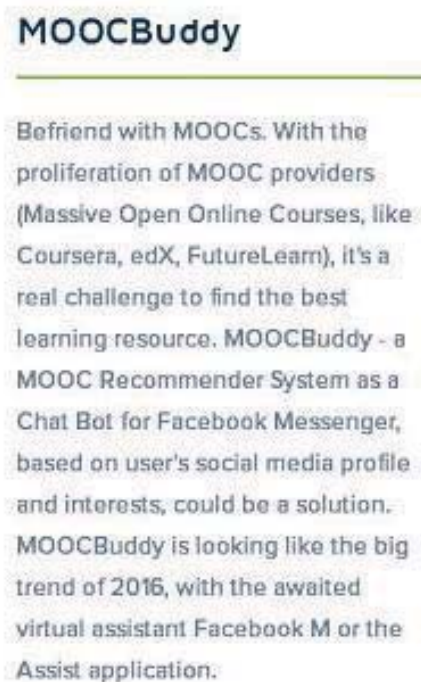 MOOCBuddy
Befriend with MOOCs. With the
proliferation of MOOC providers
(Massive Open Online Courses, like
Coursera, edX, FutureLearn), it's a
real challenge to find the best
learning resource. MOOCBuddy - a
MOOC Recommender System as a
Chat Bot for Facebook Messenger,
based on user's social media profile
and interests, could be a solution.
MOOCBuddy is looking like the big
trend of 2016, with the awaited
virtual assistant Facebook M or the
Assist application.